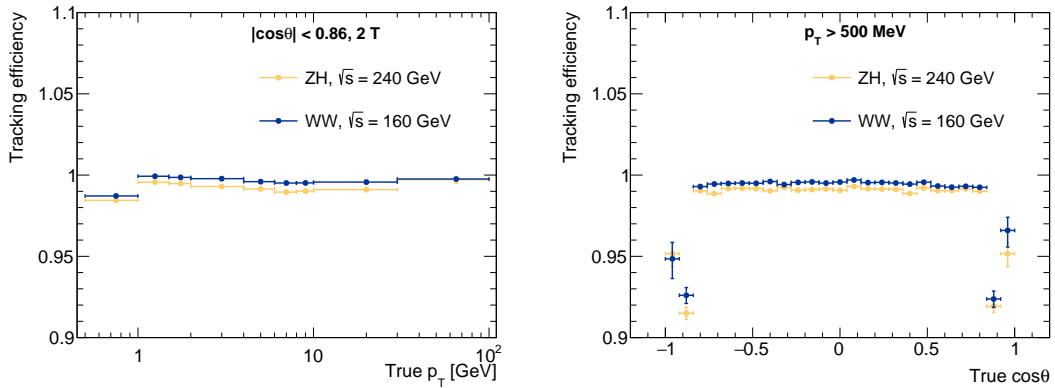 Tracking efficiency
1.1
1.05
1
0.95
0.9
|cosθ| < 0.86, 2 T
ZH, √s = 240 GeV
WW, √s = 160 GeV
1
10
10²
True p_T [GeV]
Tracking efficiency
1.1
1.05
1
0.95
0.9
p_T > 500 MeV
ZH, √s = 240 GeV
WW, √s = 160 GeV
−1
−0.5
0
0.5
1
True cosθ